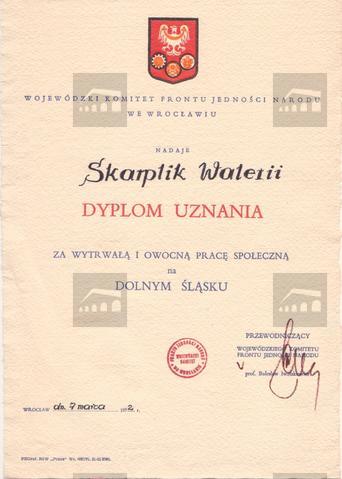 WOJEWÓDZKI KOMITET FRONTU JEDNOŚCI NARODU
WE WROCŁAWIU
NADAJE
Skarplik Walerii
DYPLOM UZNANIA
ZA WYTRWAŁĄ I OWOCNĄ PRACĘ SPOŁECZNĄ
na
DOLNYM ŚLĄSKU
PRZEWODNICZĄCY
WOJEWÓDZKIEGO KOMITETU
FRONTU JEDNOŚCI NARODU
prof. Bolesław
WROCŁAW dn. 7 marca 1972 r.